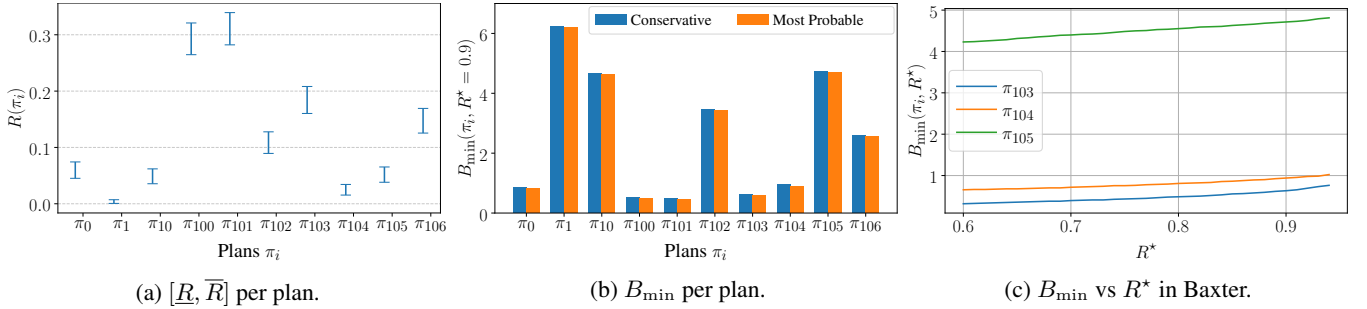 R(π_i)
0.3
0.2
0.1
0.0
π_0 π_1 π_10 π_100 π_101 π_102 π_103 π_104 π_105 π_106
Plans π_i
(a) [R̲, R̅] per plan.
B_min(π_i, R^⋆ = 0.9)
6
4
2
0
Conservative Most Probable
π_0 π_1 π_10 π_100 π_101 π_102 π_103 π_104 π_105 π_106
Plans π_i
(b) B_min per plan.
B_min(π_i, R^⋆)
5
4
3
2
1
π_103
π_104
π_105
0.6 0.7 0.8 0.9
R^⋆
(c) B_min vs R^⋆ in Baxter.